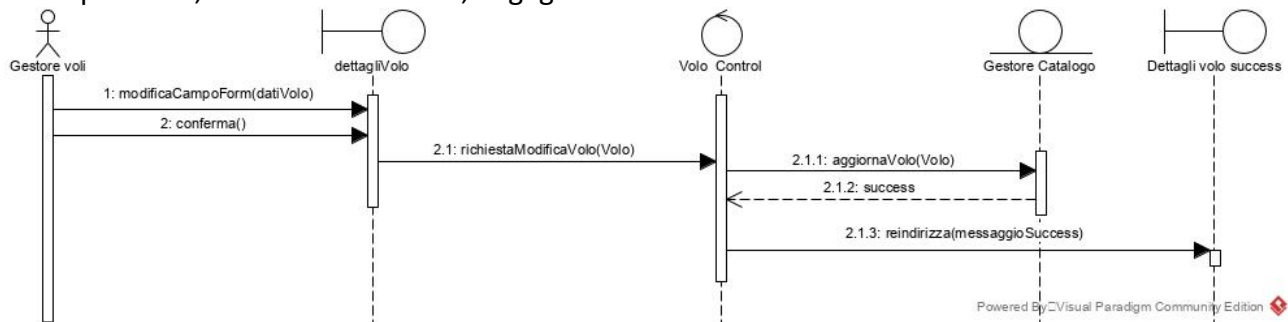 Gestore voli
dettagliVolo
Volo Control
Gestore Catalogo
Dettagli volo success
1: modificaCampoForm(datiVolo)
2: conferma()
2.1: richiestaModificaVolo(Volo)
2.1.1: aggiornaVolo(Volo)
2.1.2: success
2.1.3: reindirizza(messaggioSuccess)
Powered By Visual Paradigm Community Edition